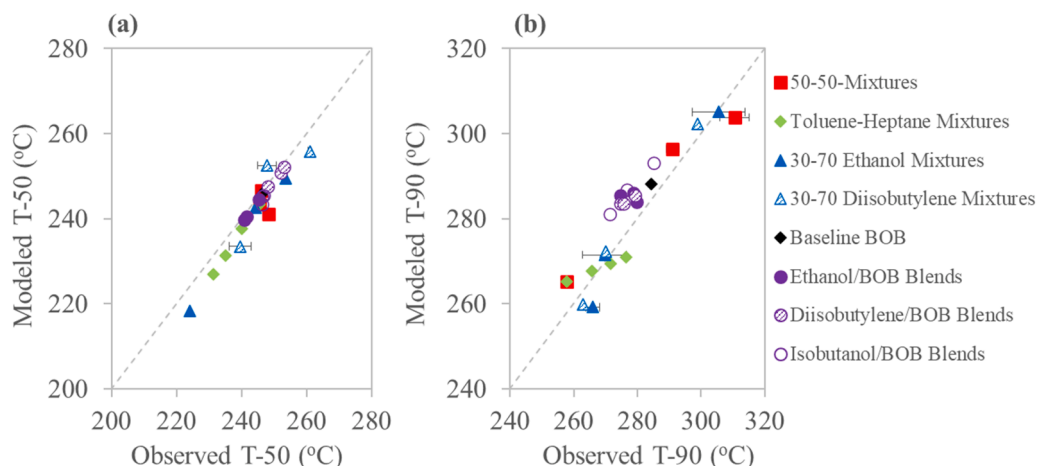 (a)
280
260
240
220
200
200 220 240 260 280
Modeled T-50 (°C)
Observed T-50 (°C)
(b)
320
300
280
260
240
240 260 280 300 320
Modeled T-90 (°C)
Observed T-90 (°C)
50-50-Mixtures
Toluene-Heptane Mixtures
30-70 Ethanol Mixtures
30-70 Diisobutylene Mixtures
Baseline BOB
Ethanol/BOB Blends
Diisobutylene/BOB Blends
Isobutanol/BOB Blends